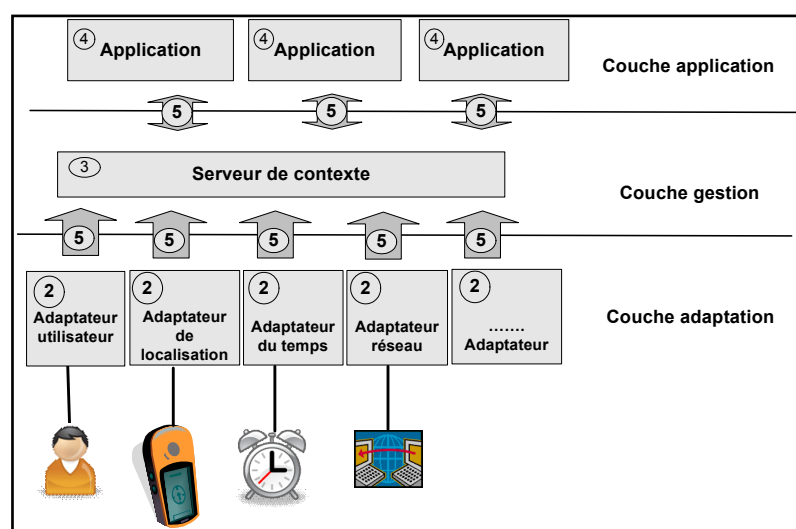 4 Application
4 Application
4 Application
Couche application
5
5
5
3
Serveur de contexte
Couche gestion
5
5
5
5
5
2
Adaptateur
utilisateur
2
Adaptateur
de
localisation
2
Adaptateur
du temps
2
Adaptateur
réseau
2
.......
Adaptateur
Couche adaptation